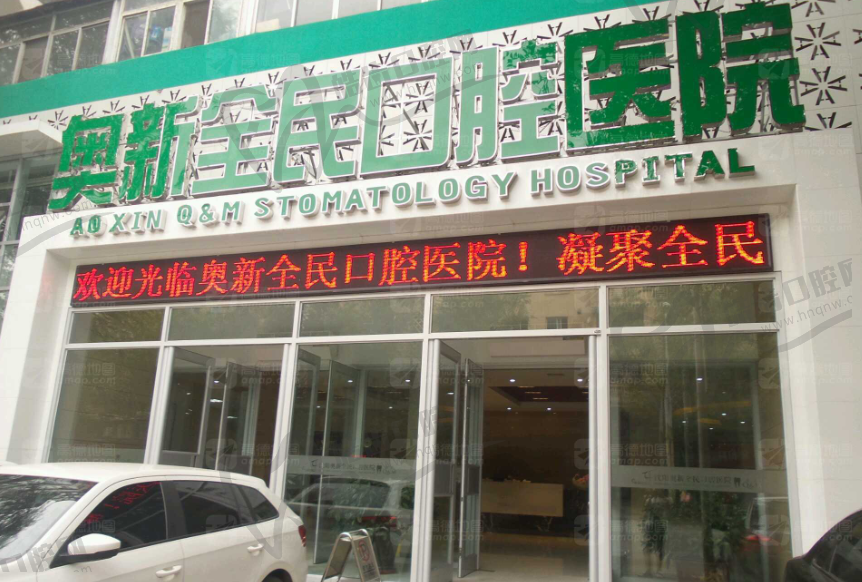 奥新全民口腔医院
AO XIN Q&M STOMATOLOGY HOSPITAL
欢迎光临奥新全民口腔医院！凝聚全民